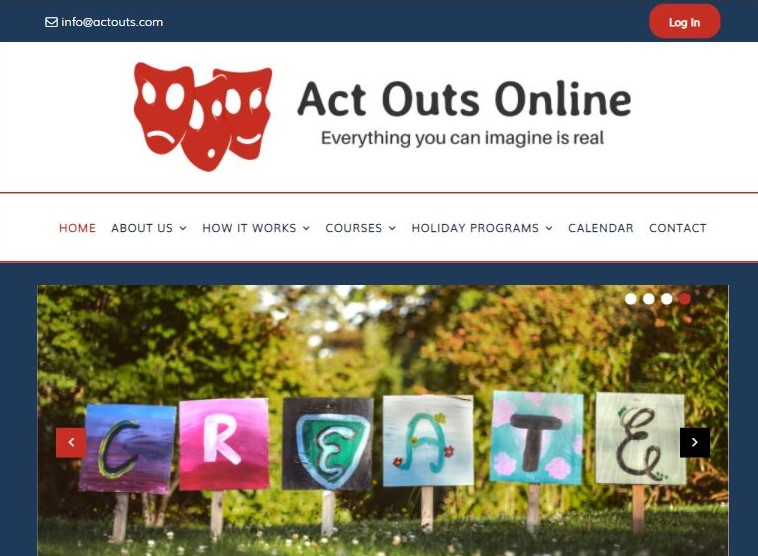 info@actouts.com
Log In
Act Outs Online
Everything you can imagine is real
HOME ABOUT US HOW IT WORKS COURSES HOLIDAY PROGRAMS CALENDAR CONTACT
CREATE